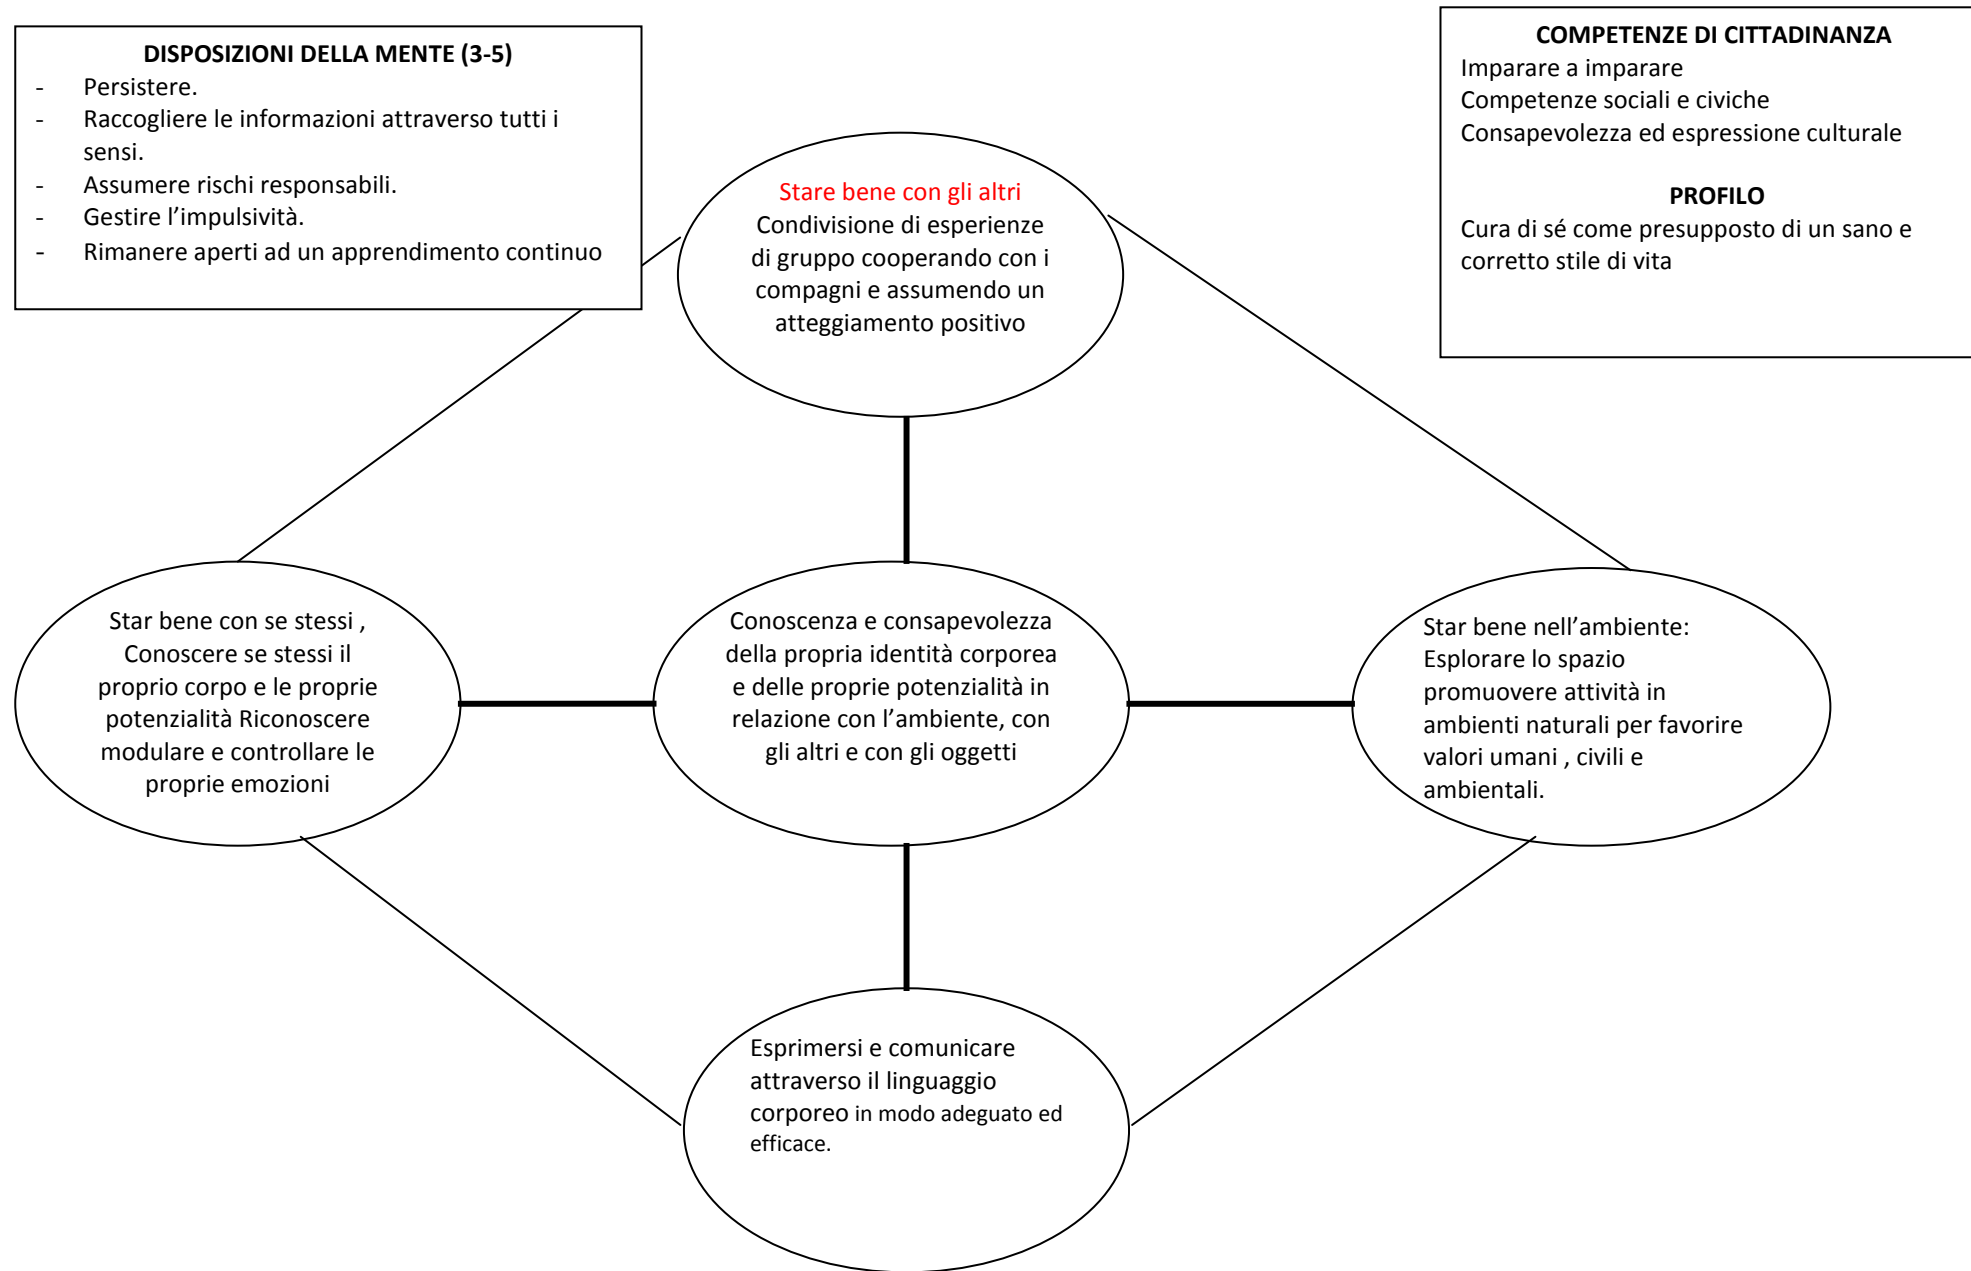 DISPOSIZIONI DELLA MENTE (3-5)
- Persistere.
- Raccogliere le informazioni attraverso tutti i
sensi.
- Assumere rischi responsabili.
- Gestire l’impulsività.
- Rimanere aperti ad un apprendimento continuo
COMPETENZE DI CITTADINANZA
Imparare a imparare
Competenze sociali e civiche
Consapevolezza ed espressione culturale
PROFILO
Cura di sé come presupposto di un sano e
corretto stile di vita
Stare bene con gli altri
Condivisione di esperienze
di gruppo cooperando con i
compagni e assumendo un
atteggiamento positivo
Star bene con se stessi ,
Conoscere se stessi il
proprio corpo e le proprie
potenzialità Riconoscere
modulare e controllare le
proprie emozioni
Conoscenza e consapevolezza
della propria identità corporea
e delle proprie potenzialità in
relazione con l’ambiente, con
gli altri e con gli oggetti
Star bene nell’ambiente:
Esplorare lo spazio
promuovere attività in
ambienti naturali per favorire
valori umani , civili e
ambientali.
Esprimersi e comunicare
attraverso il linguaggio
corporeo in modo adeguato ed
efficace.